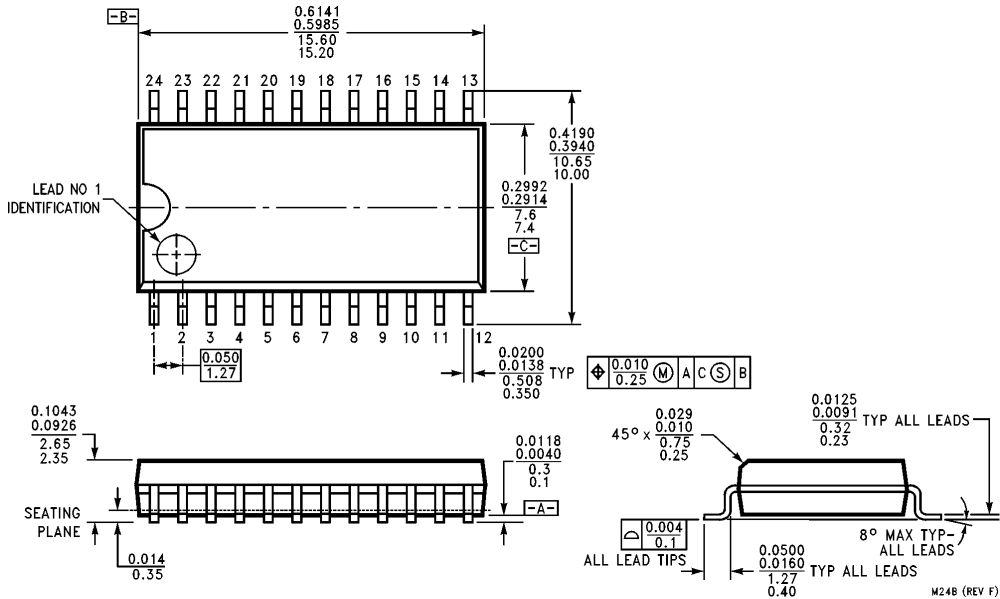 -B-
0.6141
0.5985
15.60
15.20
24 23 22 21 20 19 18 17 16 15 14 13
0.4190
0.3940
10.65
10.00
LEAD NO 1
IDENTIFICATION
0.2992
0.2914
7.6
7.4
-C-
1 2 3 4 5 6 7 8 9 10 11 12
0.050
1.27
0.0200
0.0138
0.508
0.350
TYP
0.010
0.25
M A C S B
0.1043
0.0926
2.65
2.35
0.0118
0.0040
0.3
0.1
-A-
SEATING
PLANE
0.014
0.35
45° x
0.029
0.010
0.75
0.25
0.0125
0.0091
0.32
0.23
TYP ALL LEADS
0.004
0.1
ALL LEAD TIPS
0.0500
0.0160
1.27
0.40
TYP ALL LEADS
8° MAX TYP-
ALL LEADS
M24B (REV F)